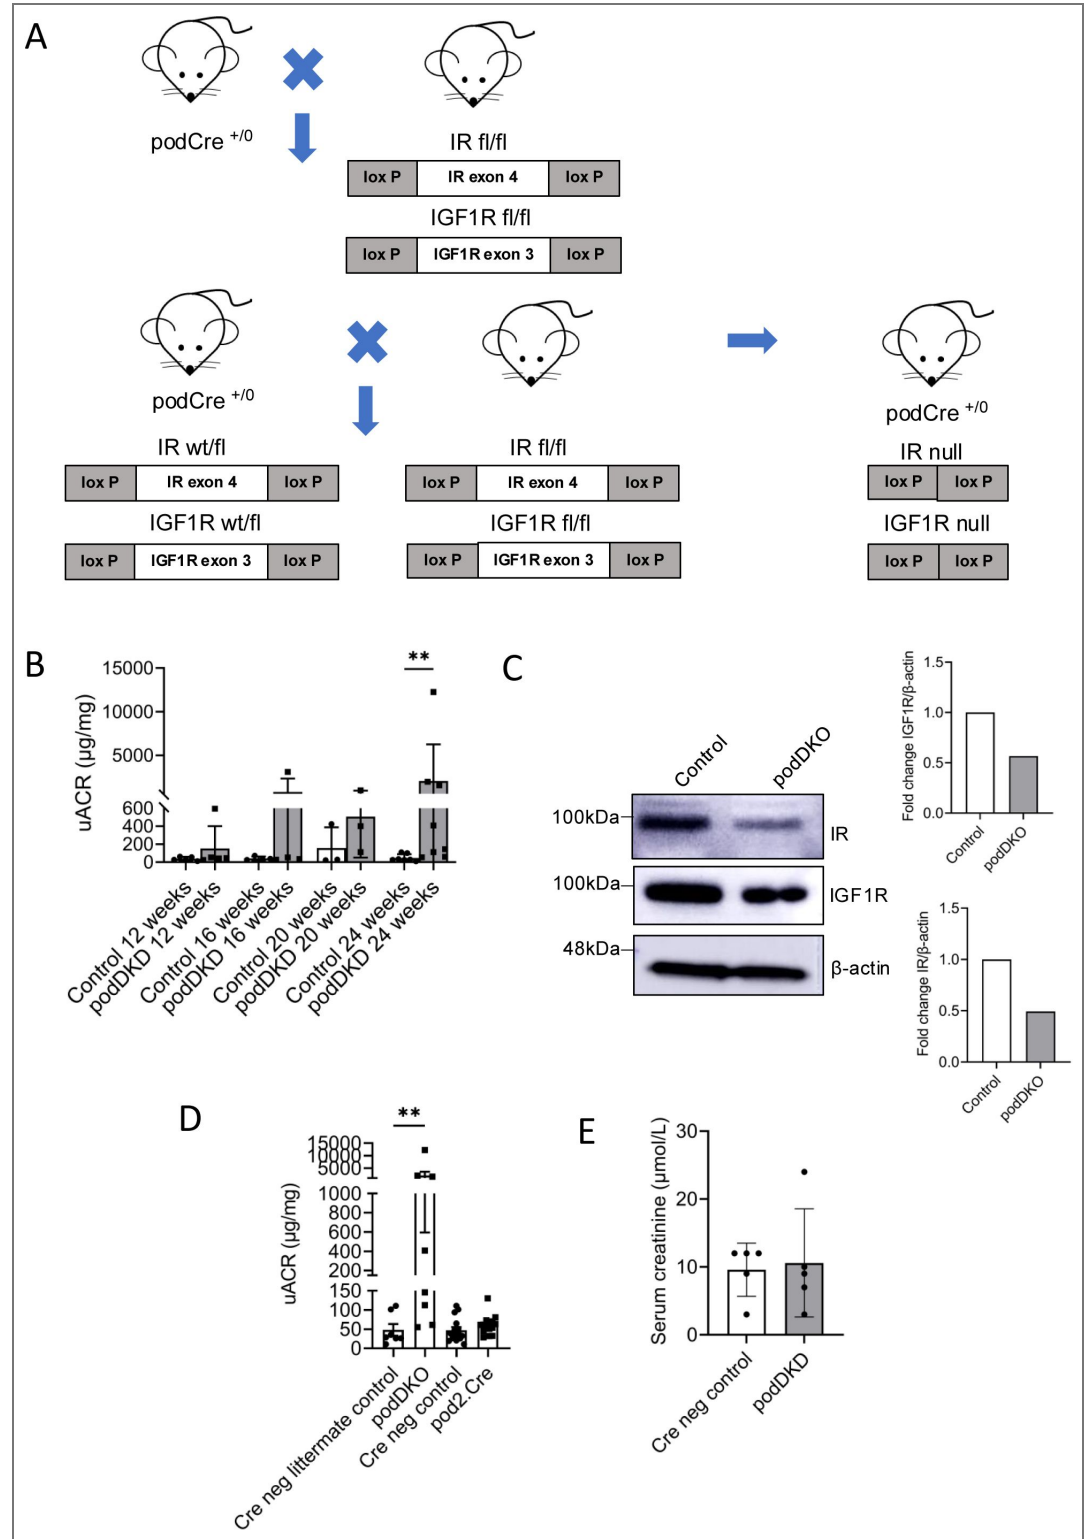 A
podCre +/0
IR fl/fl
lox P IR exon 4 lox P
IGF1R fl/fl
lox P IGF1R exon 3 lox P
podCre +/0
IR wt/fl
lox P IR exon 4 lox P
IGF1R wt/fl
lox P IGF1R exon 3 lox P
IR fl/fl
lox P IR exon 4 lox P
IGF1R fl/fl
lox P IGF1R exon 3 lox P
podCre +/0
IR null
lox P lox P
IGF1R null
lox P lox P
B
uACR (µg/mg)
15000
10000
5000
600
400
200
0
**
Control 12 weeks
podDKD 12 weeks
Control 16 weeks
podDKD 16 weeks
Control 20 weeks
podDKD 20 weeks
Control 24 weeks
podDKD 24 weeks
C
Control
podDKO
100kDa
IR
100kDa
IGF1R
48kDa
β-actin
Fold change IGF1R/β-actin
1.5
1.0
0.5
0.0
Control
podDKO
Fold change IR/β-actin
1.5
1.0
0.5
0.0
Control
podDKO
D
uACR (µg/mg)
15000
10000
5000
1000
800
600
400
200
150
100
50
0
**
Cre neg littermate control
podDKO
Cre neg control
pod2.Cre
E
Serum creatinine (µmol/L)
30
20
10
0
Cre neg control
podDKD